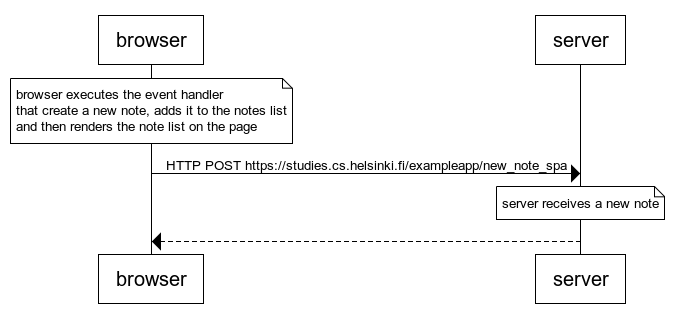 browser
server
browser executes the event handler
that create a new note, adds it to the notes list
and then renders the note list on the page
HTTP POST https://studies.cs.helsinki.fi/exampleapp/new_note_spa
server receives a new note
browser
server